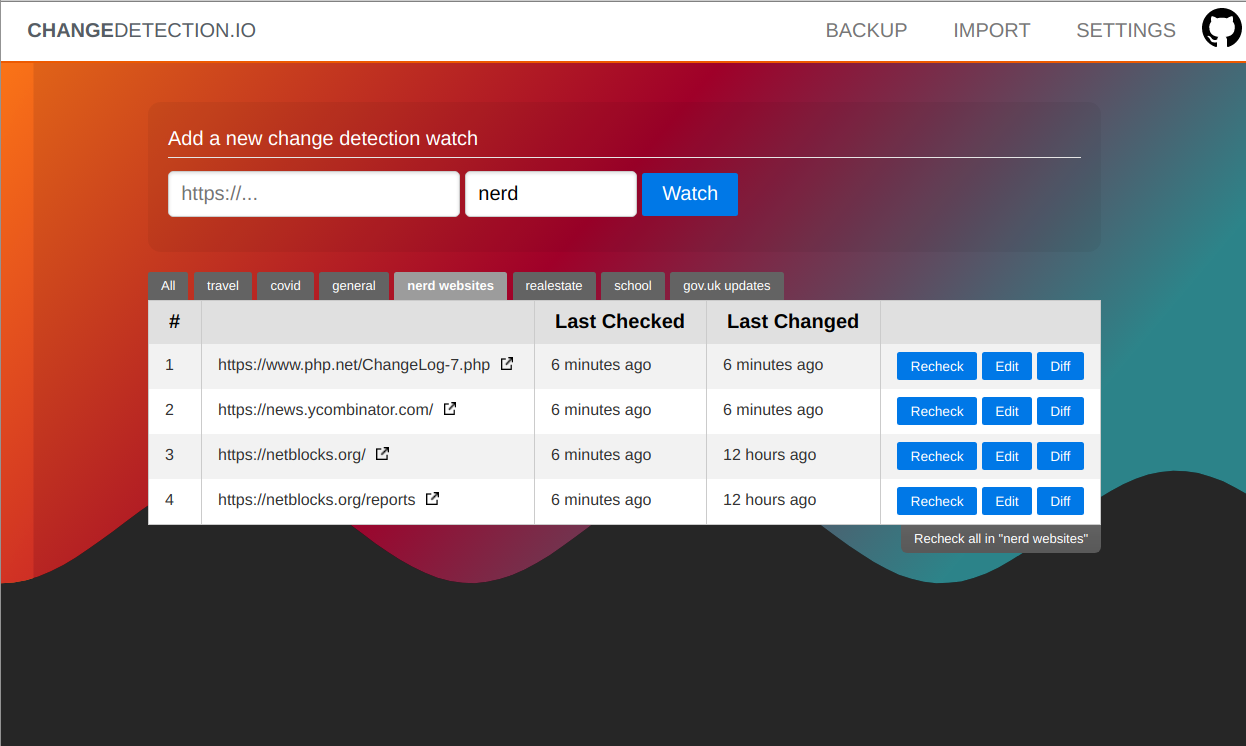 CHANGEDETECTION.IO BACKUP IMPORT SETTINGS
Add a new change detection watch
https://... nerd Watch
All travel covid general nerd websites realestate school gov.uk updates
# Last Checked Last Changed
1 https://www.php.net/ChangeLog-7.php 6 minutes ago 6 minutes ago Recheck Edit Diff
2 https://news.ycombinator.com/ 6 minutes ago 6 minutes ago Recheck Edit Diff
3 https://netblocks.org/ 6 minutes ago 12 hours ago Recheck Edit Diff
4 https://netblocks.org/reports 6 minutes ago 12 hours ago Recheck Edit Diff
Recheck all in "nerd websites"